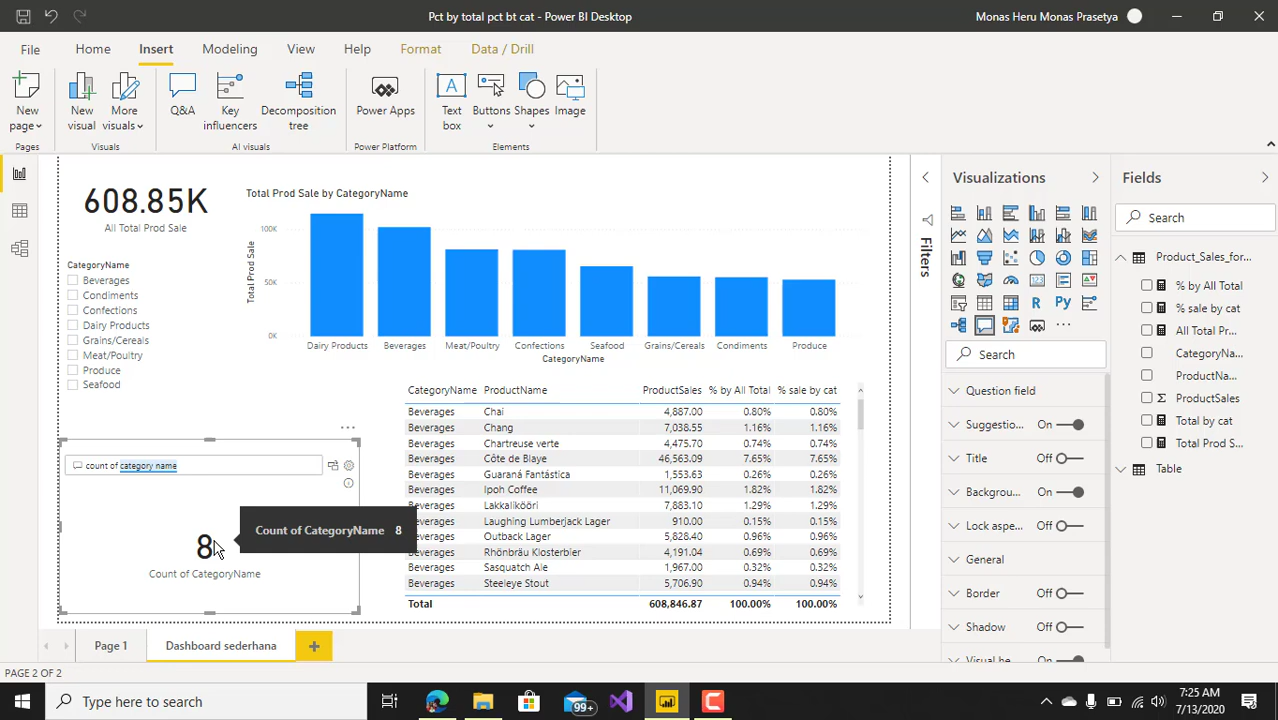 Pct by total pct bt cat - Power BI Desktop
Monas Heru Monas Prasetya
File Home Insert Modeling View Help Format Data / Drill
New page
New visual
More visuals
Q&A
Key influencers
Decomposition tree
Power Apps
Text box
Buttons
Shapes
Image
Pages
Visuals
AI visuals
Power Platform
Elements
608.85K
All Total Prod Sale
CategoryName
Beverages
Condiments
Confections
Dairy Products
Grains/Cereals
Meat/Poultry
Produce
Seafood
Total Prod Sale by CategoryName
Total Prod Sale
100K
50K
0K
Dairy Products Beverages Meat/Poultry Confections Seafood Grains/Cereals Condiments Produce
CategoryName
count of category name
8
Count of CategoryName
Count of CategoryName 8
CategoryName ProductName ProductSales % by All Total % sale by cat
Beverages Chai 4,887.00 0.80% 0.80%
Beverages Chang 7,038.55 1.16% 1.16%
Beverages Chartreuse verte 4,475.70 0.74% 0.74%
Beverages Côte de Blaye 46,563.09 7.65% 7.65%
Beverages Guaraná Fantástica 1,553.63 0.26% 0.26%
Beverages Ipoh Coffee 11,069.90 1.82% 1.82%
Beverages Lakkalikööri 7,883.10 1.29% 1.29%
Beverages Laughing Lumberjack Lager 910.00 0.15% 0.15%
Beverages Outback Lager 5,828.40 0.96% 0.96%
Beverages Rhönbräu Klosterbier 4,191.04 0.69% 0.69%
Beverages Sasquatch Ale 1,967.00 0.32% 0.32%
Beverages Steeleye Stout 5,706.90 0.94% 0.94%
Total 608,846.87 100.00% 100.00%
Filters
Visualizations
R
Py
Search
Question field
Suggestio... On
Title Off
Backgrou... On
Lock aspe... Off
General
Border Off
Shadow Off
Visual he... On
Fields
Search
Product_Sales_for...
% by All Total
% sale by cat
All Total Pr...
CategoryNa...
ProductNa...
ProductSales
Total by cat
Total Prod S...
Table
Page 1
Dashboard sederhana
PAGE 2 OF 2
Type here to search
99+
7:25 AM
7/13/2020